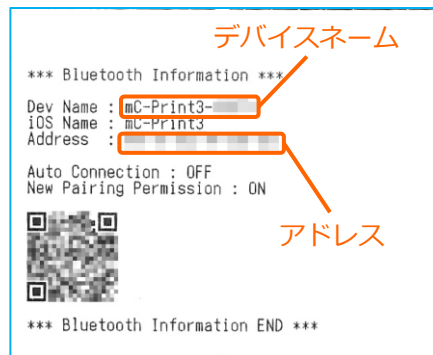 デバイスネーム
*** Bluetooth Information ***
Dev Name : mC-Print3-
iOS Name : mC-Print3
Address :
Auto Connection : OFF
New Pairing Permission : ON
アドレス
*** Bluetooth Information END ***